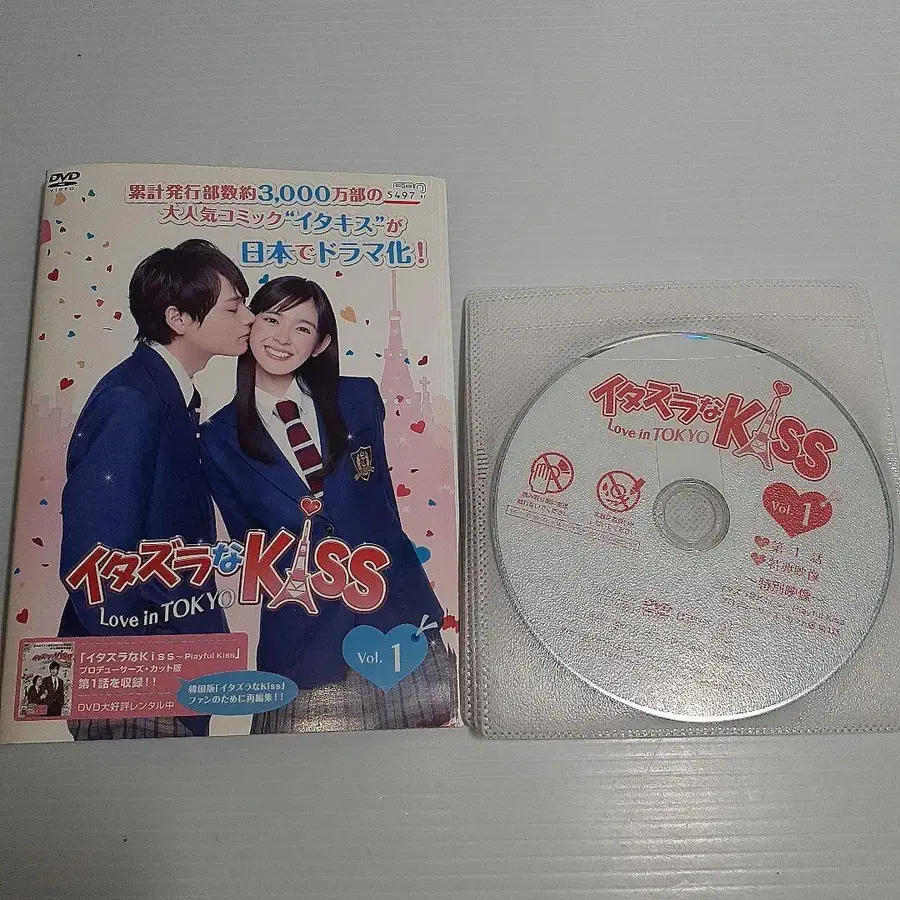 DVD
VIDEO
累計発行部数約3,000万部の
S497
大人気コミック“イタキス”が
日本でドラマ化!
イタズラなKiSS
Love in TOKYO
Vol. 1
「イタズラなKiss～Playful Kiss」
プロデューサーズ・カット版
第1話を収録!!
DVD大好評レンタル中
韓国版「イタズラなKiss」
ファンのために再編集!!
イタズラなKiSS
Love in TOKYO
Vol. 1
第1話
特典映像
～特別映像～